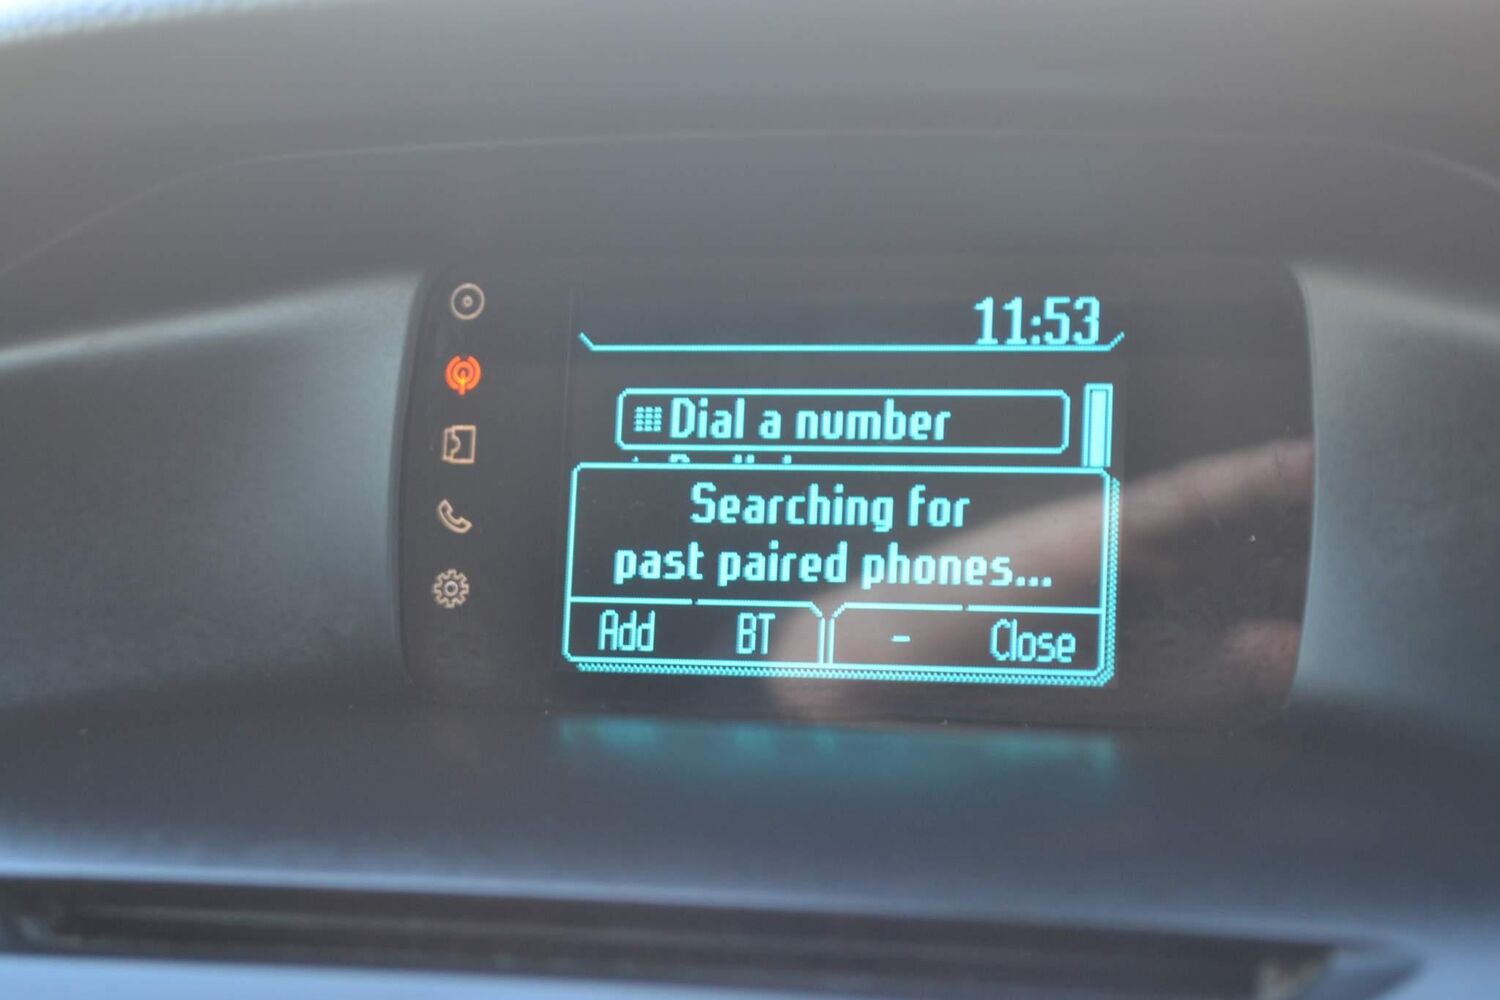 11:53
Dial a number
Searching for
past paired phones...
Add BT - Close